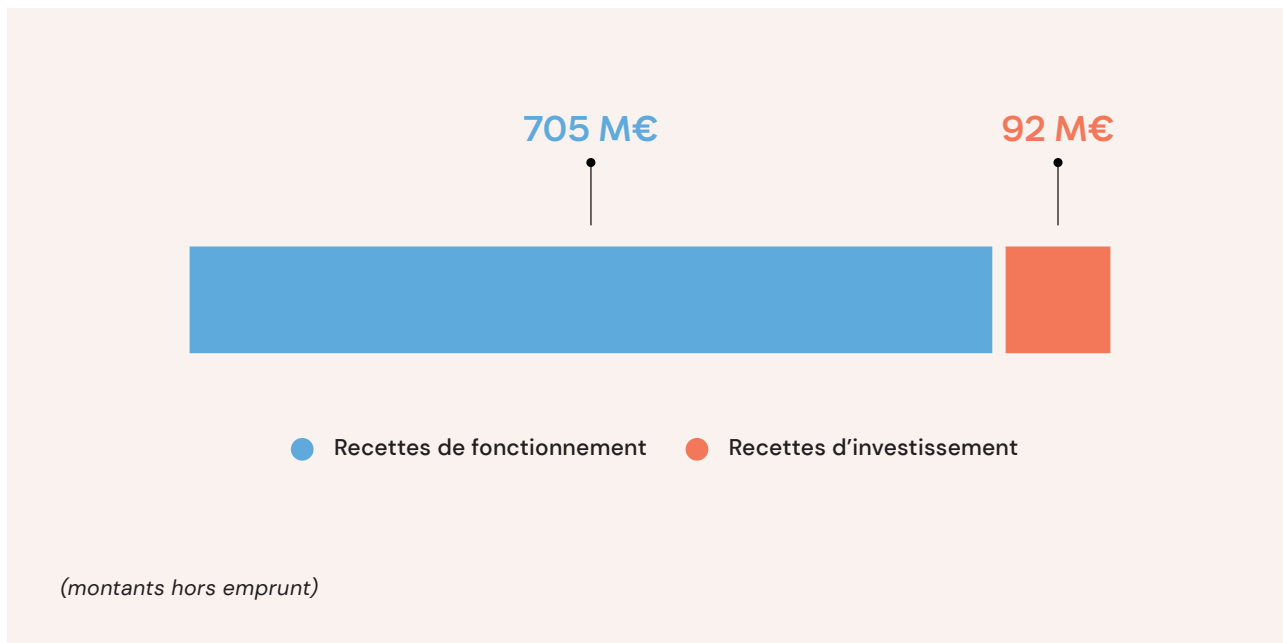 705 M€
92 M€
Recettes de fonctionnement
Recettes d’investissement
(montants hors emprunt)